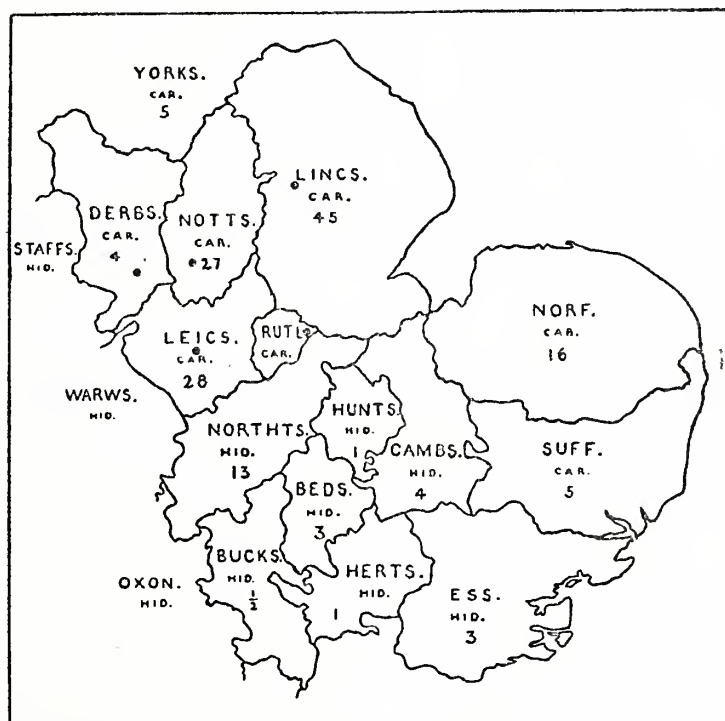 YORKS.
CAR.
5
LINCS.
CAR.
45
DERBS.
CAR.
4
NOTTS.
CAR.
27
STAFFS.
HID.
NORF.
CAR.
16
LEICS.
CAR.
28
RUTL.
CAR.
WARWS.
HID.
HUNTS.
HID.
1
NORTHTS.
HID.
13
CAMBS.
HID.
4
SUFF.
CAR.
5
BEDS.
HID.
3
BUCKS.
HID.
1/2
OXON.
HID.
HERTS.
HID.
1
ESS.
HID.
3